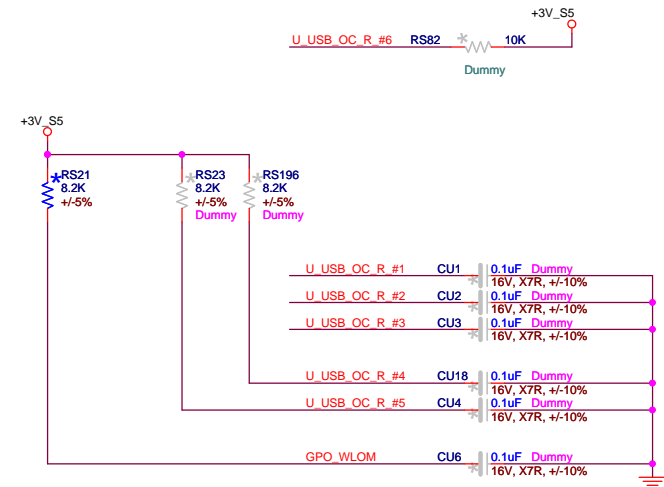 +3V_S5
U_USB_OC_R_#6 RS82 * 10K
Dummy
+3V_S5
*RS21 *RS23 *RS196
8.2K 8.2K 8.2K
+/-5% +/-5% +/-5%
Dummy Dummy
U_USB_OC_R_#1 CU1 0.1uF Dummy
* 16V, X7R, +/-10%
U_USB_OC_R_#2 CU2 0.1uF Dummy
* 16V, X7R, +/-10%
U_USB_OC_R_#3 CU3 0.1uF Dummy
* 16V, X7R, +/-10%
U_USB_OC_R_#4 CU18 0.1uF Dummy
* 16V, X7R, +/-10%
U_USB_OC_R_#5 CU4 0.1uF Dummy
* 16V, X7R, +/-10%
GPO_WLOM CU6 0.1uF Dummy
* 16V, X7R, +/-10%